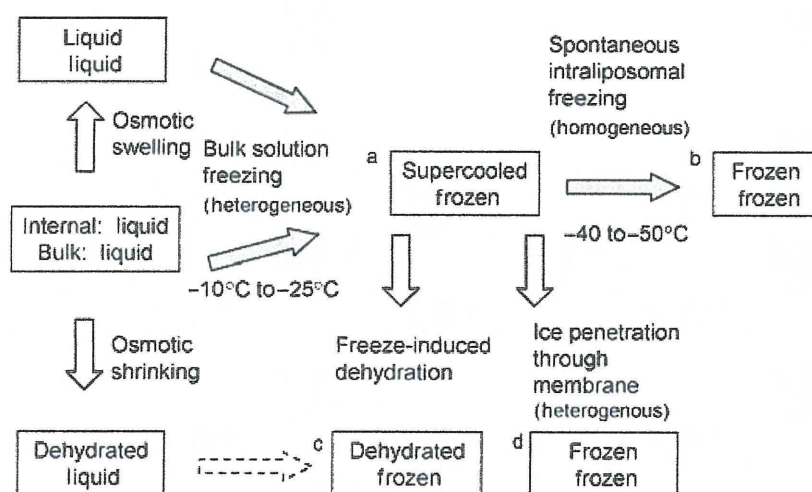 Liquid
liquid
Osmotic
swelling
Bulk solution
freezing
(heterogeneous)
Internal: liquid
Bulk: liquid
−10°C to−25°C
Osmotic
shrinking
Dehydrated
liquid
Spontaneous
intraliposomal
freezing
(homogeneous)
a
Supercooled
frozen
b
Frozen
frozen
−40 to−50°C
Freeze-induced
dehydration
Ice penetration
through
membrane
(heterogenous)
c
Dehydrated
frozen
d
Frozen
frozen